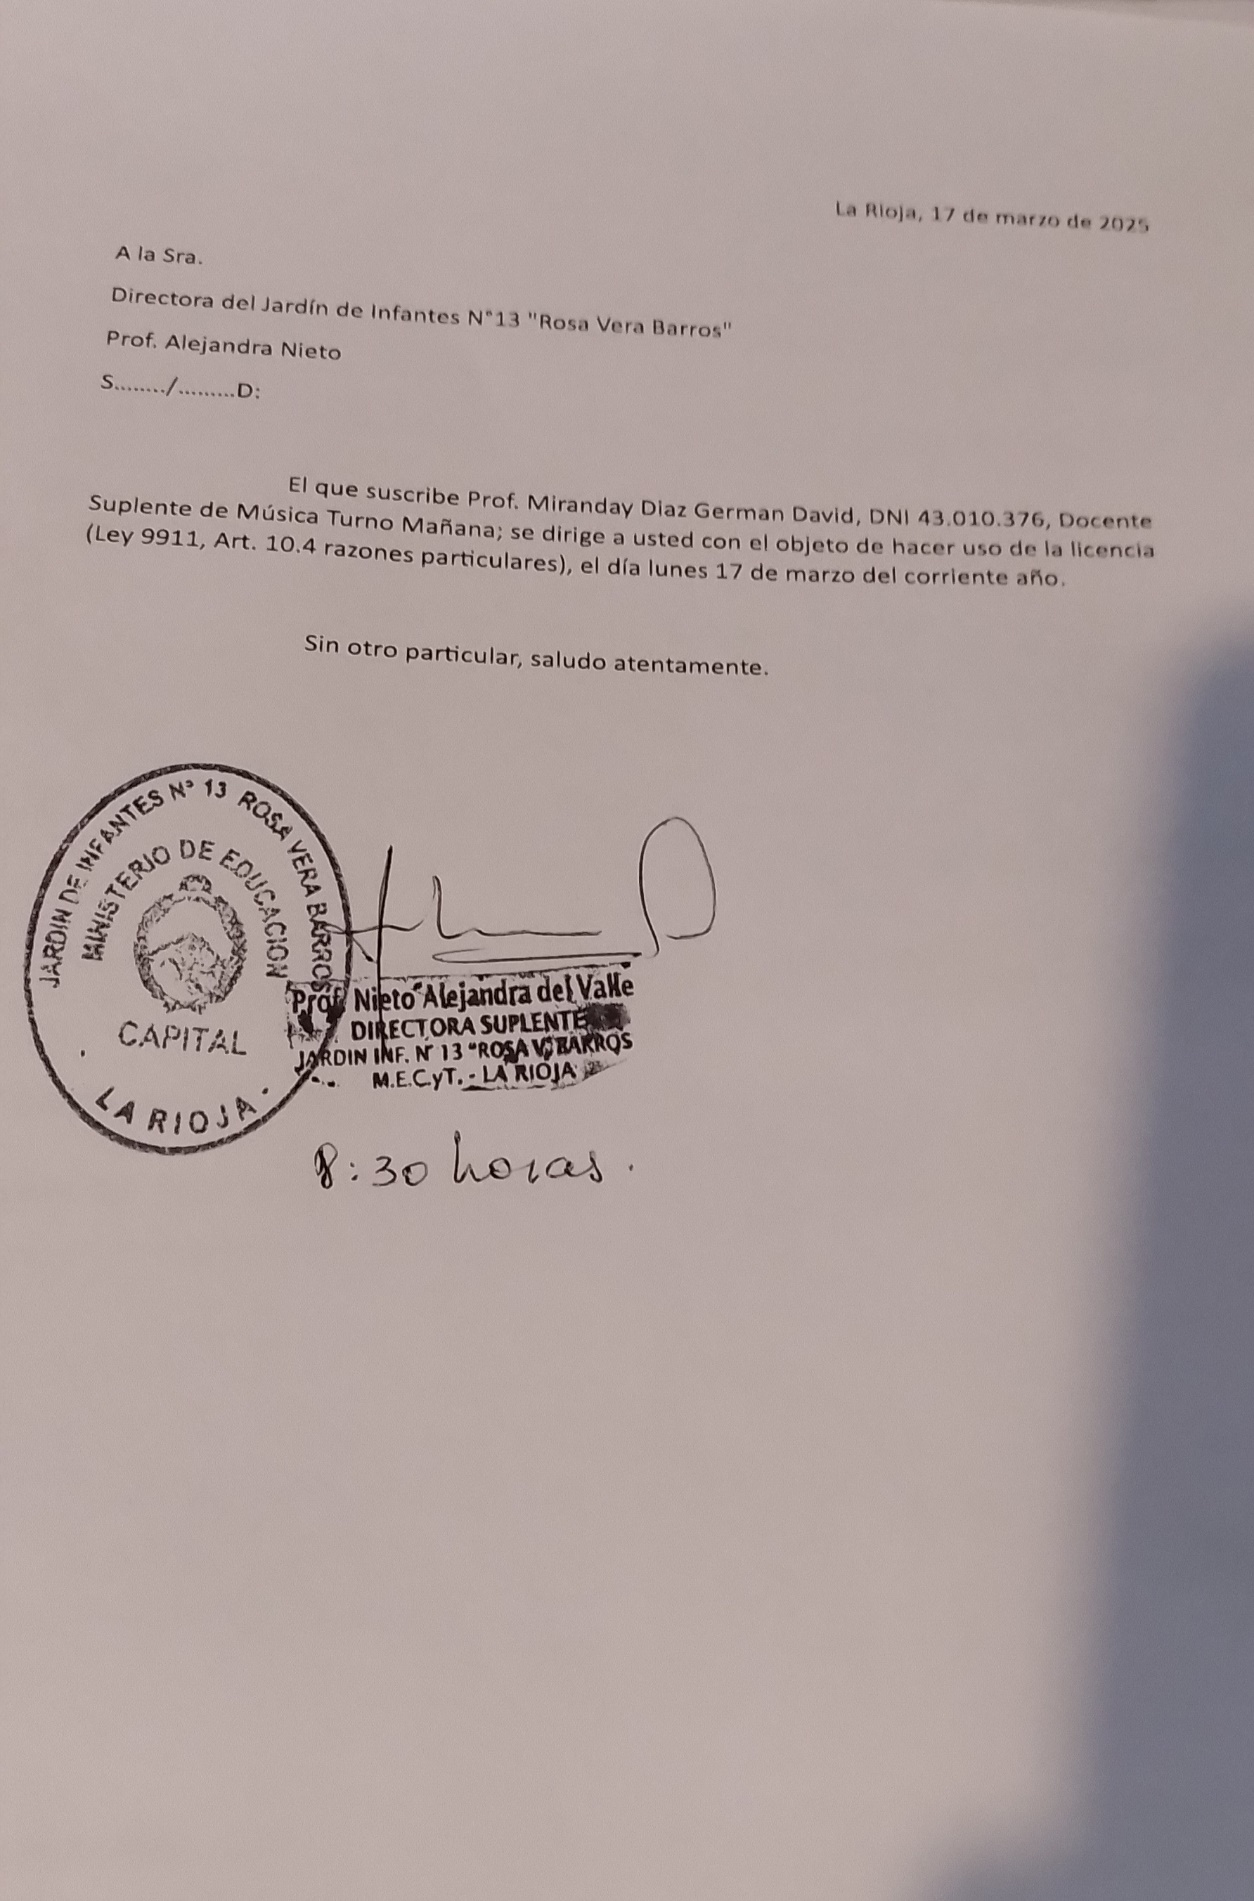 La Rioja, 17 de marzo de 2025
A la Sra.
Directora del Jardín de Infantes N°13 "Rosa Vera Barros"
Prof. Alejandra Nieto
S......../.........D:
El que suscribe Prof. Miranday Diaz German David, DNI 43.010.376, Docente
Suplente de Música Turno Mañana; se dirige a usted con el objeto de hacer uso de la licencia
(Ley 9911, Art. 10.4 razones particulares), el día lunes 17 de marzo del corriente año.
Sin otro particular, saludo atentamente.
JARDIN DE INFANTES N° 13 ROSA VERA BARROS
MINISTERIO DE EDUCACION
CAPITAL
LA RIOJA
Prof. Nieto Alejandra del Valle
DIRECTORA SUPLENTE
JARDIN INF. N° 13 "ROSA V. BARROS
M.E.C.yT. - LA RIOJA
8:30 horas.